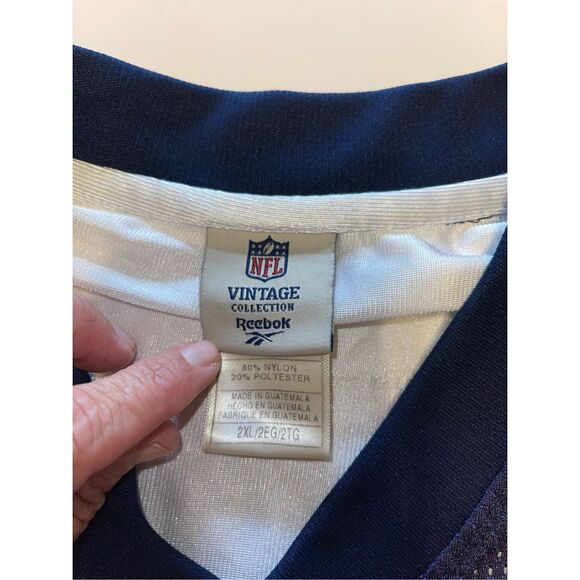 NFL
VINTAGE
COLLECTION
Reebok
80% NYLON
20% POLYESTER
MADE IN GUATEMALA
HECHO EN GUATEMALA
FABRIQUE EN GUATEMALA
2XL/2EG/2TG